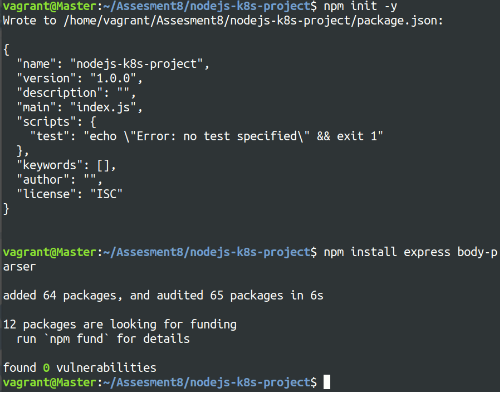 vagrant@Master:~/Assesment8/nodejs-k8s-project$ npm init -y
Wrote to /home/vagrant/Assesment8/nodejs-k8s-project/package.json:
{
  "name": "nodejs-k8s-project",
  "version": "1.0.0",
  "description": "",
  "main": "index.js",
  "scripts": {
    "test": "echo \"Error: no test specified\" && exit 1"
  },
  "keywords": [],
  "author": "",
  "license": "ISC"
}
vagrant@Master:~/Assesment8/nodejs-k8s-project$ npm install express body-p
arser
added 64 packages, and audited 65 packages in 6s
12 packages are looking for funding
  run `npm fund` for details
found 0 vulnerabilities
vagrant@Master:~/Assesment8/nodejs-k8s-project$